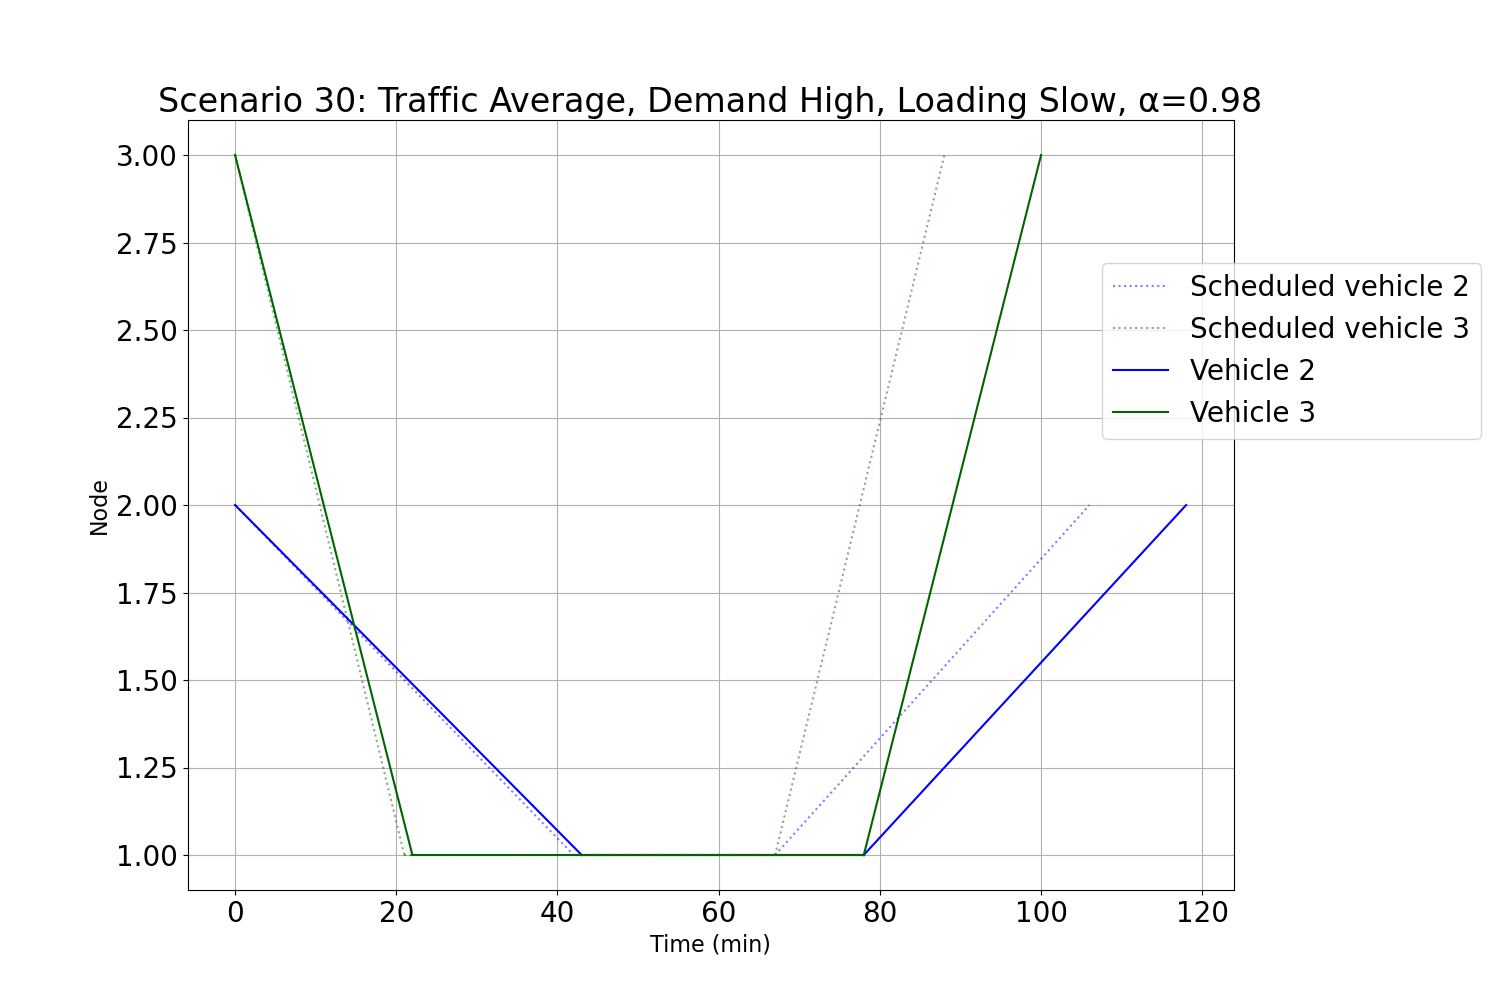 Scenario 30: Traffic Average, Demand High, Loading Slow, α=0.98
3.00
2.75
2.50
2.25
2.00
1.75
1.50
1.25
1.00
Node
0 20 40 60 80 100 120
Time (min)
Scheduled vehicle 2
Scheduled vehicle 3
Vehicle 2
Vehicle 3